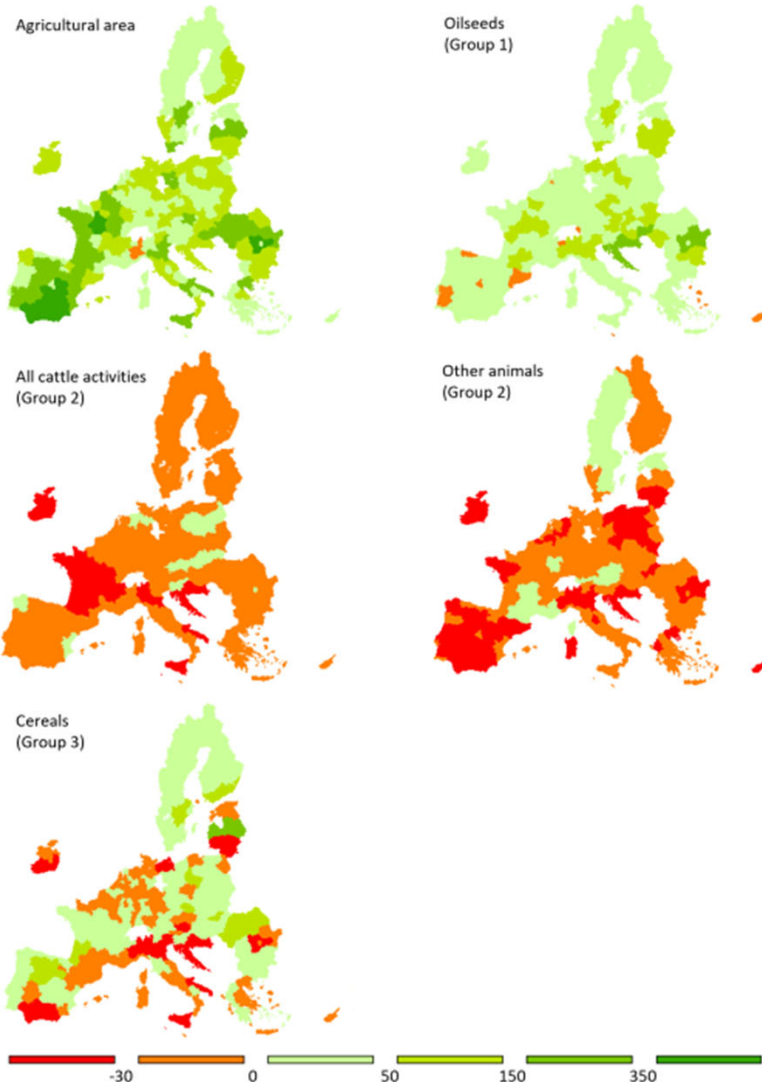 Agricultural area
Oilseeds
(Group 1)
All cattle activities
(Group 2)
Other animals
(Group 2)
Cereals
(Group 3)
-30 0 50 150 350